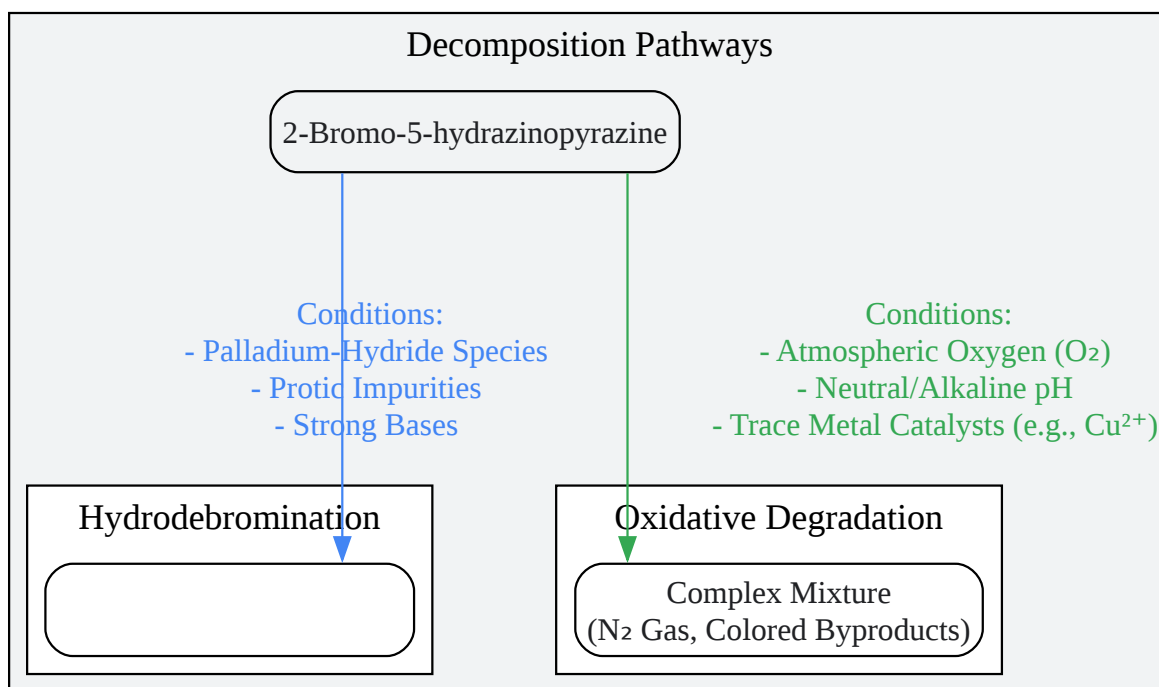 Decomposition Pathways
2-Bromo-5-hydrazinopyrazine
Conditions:
- Palladium-Hydride Species
- Protic Impurities
- Strong Bases
Conditions:
- Atmospheric Oxygen (O₂)
- Neutral/Alkaline pH
- Trace Metal Catalysts (e.g., Cu²⁺)
Hydrodebromination
Oxidative Degradation
Complex Mixture
(N₂ Gas, Colored Byproducts)